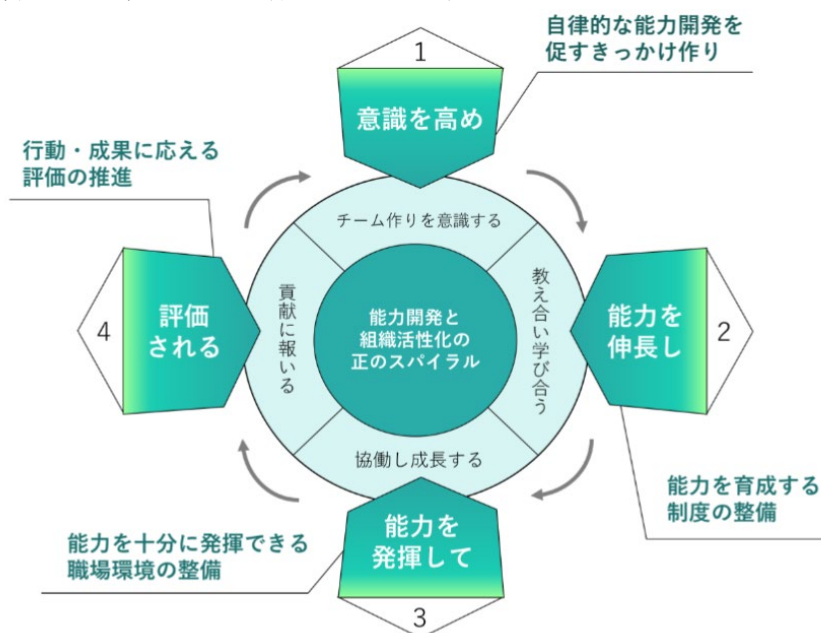 1
意識を高め
自律的な能力開発を
促すきっかけ作り
2
能力を
伸長し
能力を育成する
制度の整備
3
能力を
発揮して
能力を十分に発揮できる
職場環境の整備
4
評価
される
行動・成果に応える
評価の推進
チーム作りを意識する
教え合い学び合う
協働し成長する
貢献に報いる
能力開発と
組織活性化の
正のスパイラル